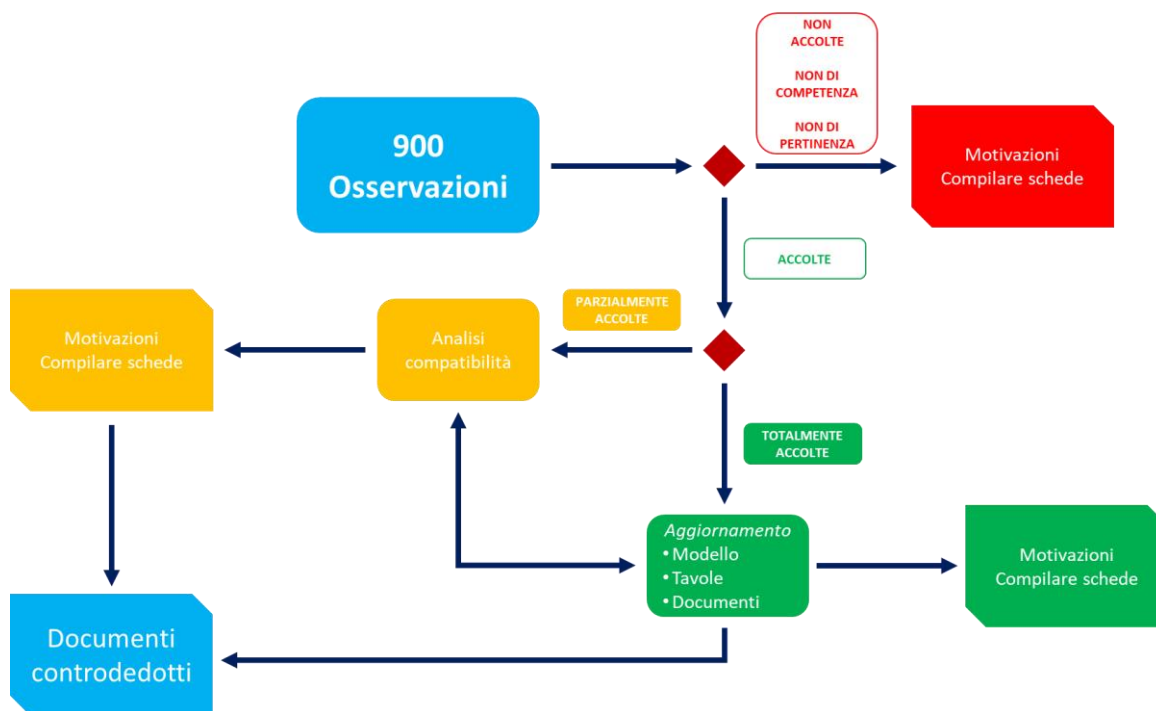 NON
ACCOLTE
NON DI
COMPETENZA
NON DI
PERTINENZA
900
Osservazioni
Motivazioni
Compilare schede
ACCOLTE
PARZIALMENTE
ACCOLTE
Motivazioni
Compilare schede
Analisi
compatibilità
TOTALMENTE
ACCOLTE
Aggiornamento
• Modello
• Tavole
• Documenti
Motivazioni
Compilare schede
Documenti
controdedotti